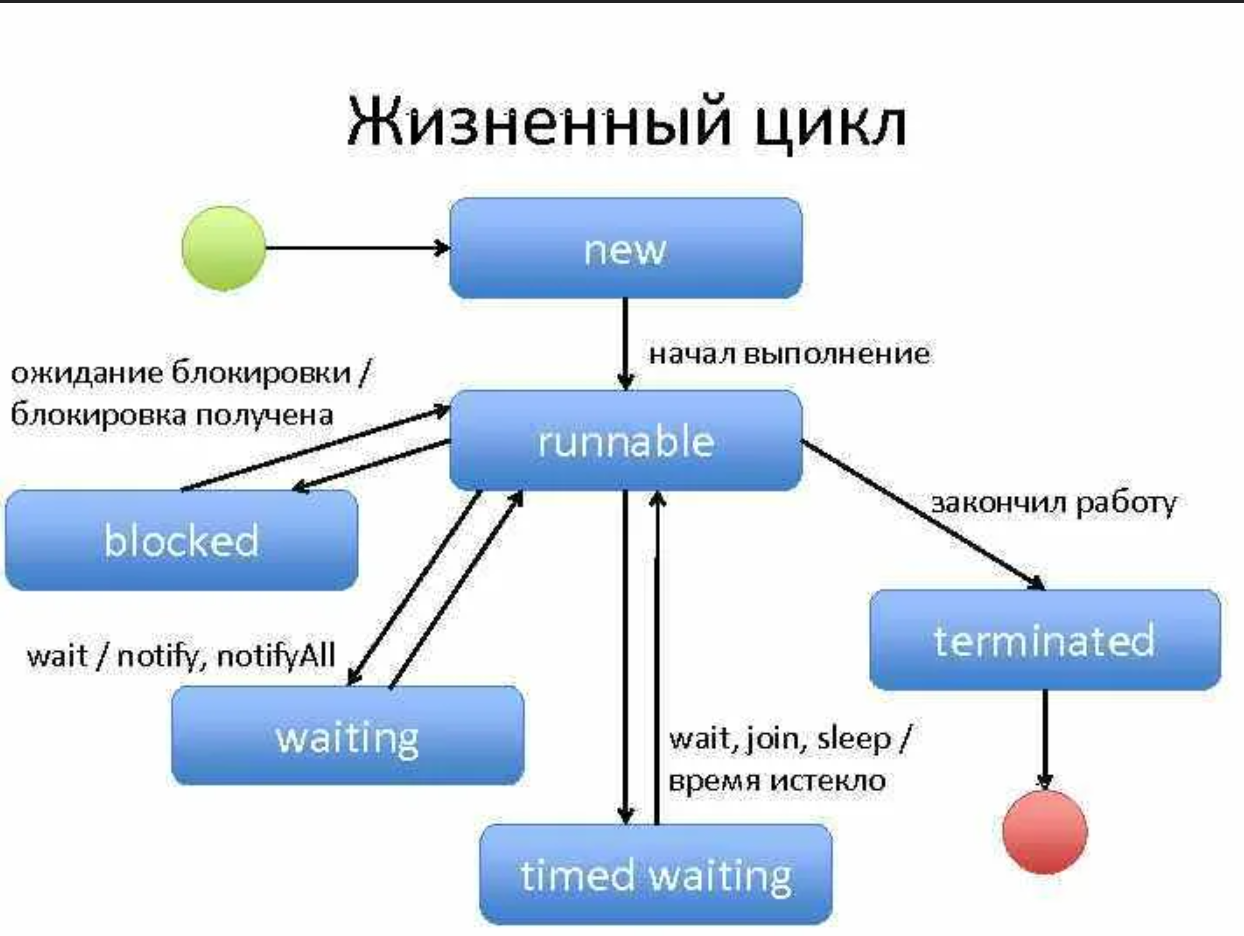 Жизненный цикл
new
начал выполнение
ожидание блокировки /
блокировка получена
runnable
закончил работу
blocked
terminated
wait / notify, notifyAll
waiting
wait, join, sleep /
время истекло
timed waiting